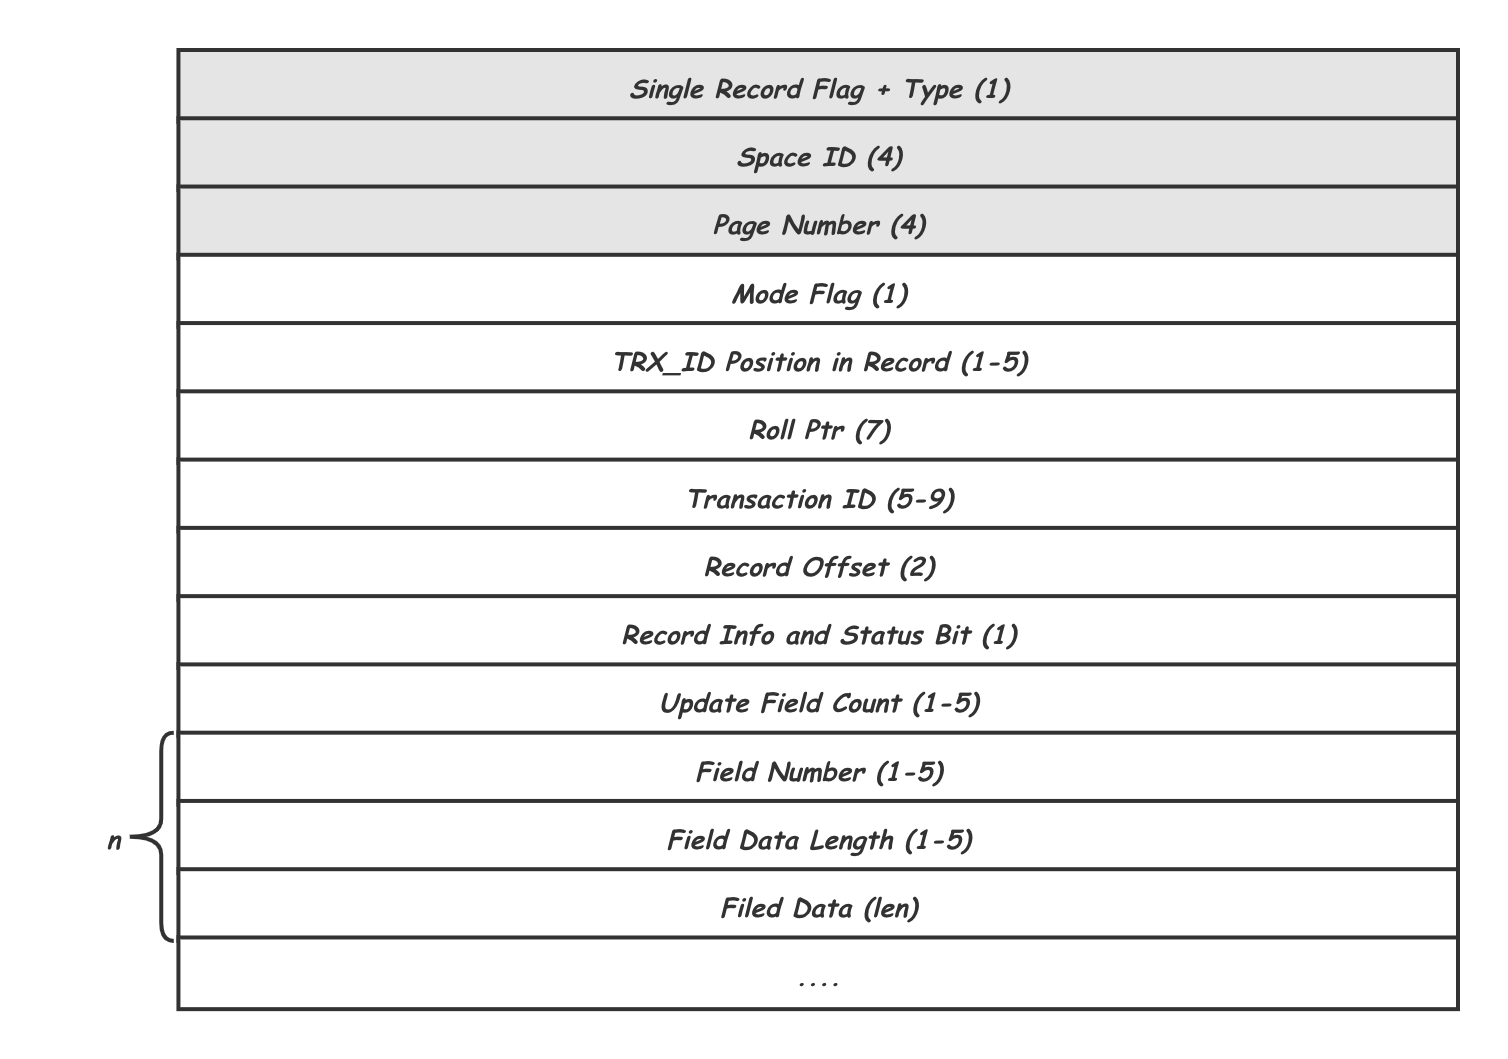 Single Record Flag + Type (1)
Space ID (4)
Page Number (4)
Mode Flag (1)
TRX_ID Position in Record (1-5)
Roll Ptr (7)
Transaction ID (5-9)
Record Offset (2)
Record Info and Status Bit (1)
Update Field Count (1-5)
Field Number (1-5)
n
Field Data Length (1-5)
Filed Data (len)
....